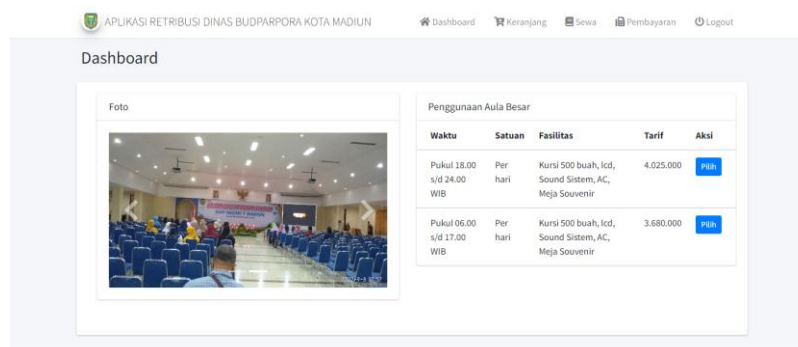 APLIKASI RETRIBUSI DINAS BUDPARPORA KOTA MADIUN
Dashboard
Keranjang
Sewa
Pembayaran
Logout
Dashboard
Foto
Penggunaan Aula Besar
Waktu Satuan Fasilitas Tarif Aksi
Pukul 18.00 Per Kursi 500 buah, lcd, 4.025.000 Pilih
s/d 24.00 hari Sound Sistem, AC,
WIB Meja Souvenir
Pukul 06.00 Per Kursi 500 buah, lcd, 3.680.000 Pilih
s/d 17.00 hari Sound Sistem, AC,
WIB Meja Souvenir